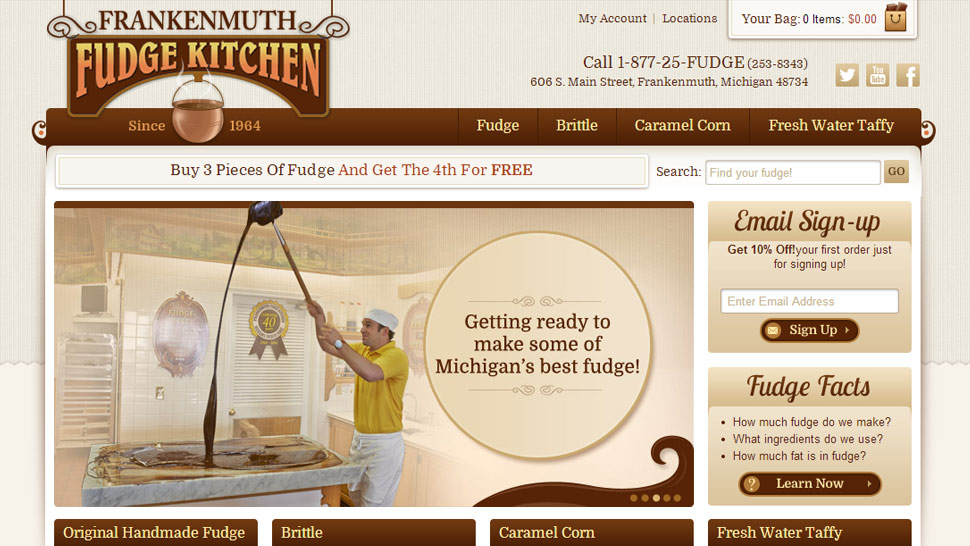 FRANKENMUTH
FUDGE KITCHEN
Since 1964
My Account | Locations
Your Bag: 0 Items: $0.00
Call 1-877-25-FUDGE (253-8343)
606 S. Main Street, Frankenmuth, Michigan 48734
You
Tube
Fudge
Brittle
Caramel Corn
Fresh Water Taffy
Buy 3 Pieces Of Fudge And Get The 4th For FREE
Search:
Find your fudge!
GO
FUDGE
40
Getting ready to
make some of
Michigan's best fudge!
Email Sign-up
Get 10% Off!your first order just
for signing up!
Enter Email Address
Sign Up
Fudge Facts
• How much fudge do we make?
• What ingredients do we use?
• How much fat is in fudge?
? Learn Now
Original Handmade Fudge
Brittle
Caramel Corn
Fresh Water Taffy